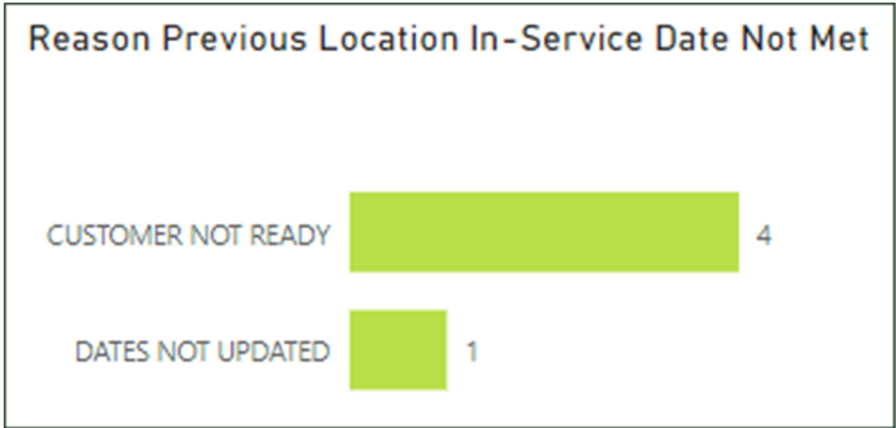 Reason Previous Location In-Service Date Not Met
CUSTOMER NOT READY 4
DATES NOT UPDATED 1